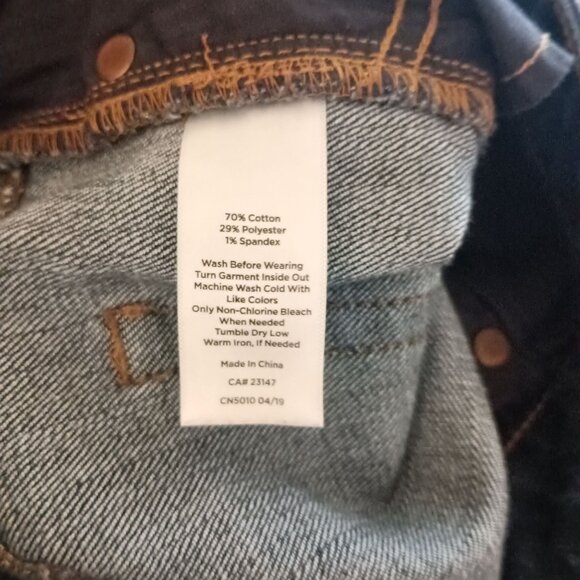 70% Cotton
29% Polyester
1% Spandex
Wash Before Wearing
Turn Garment Inside Out
Machine Wash Cold With
Like Colors
Only Non-Chlorine Bleach
When Needed
Tumble Dry Low
Warm Iron, If Needed
Made In China
CA# 23147
CN5010 04/19